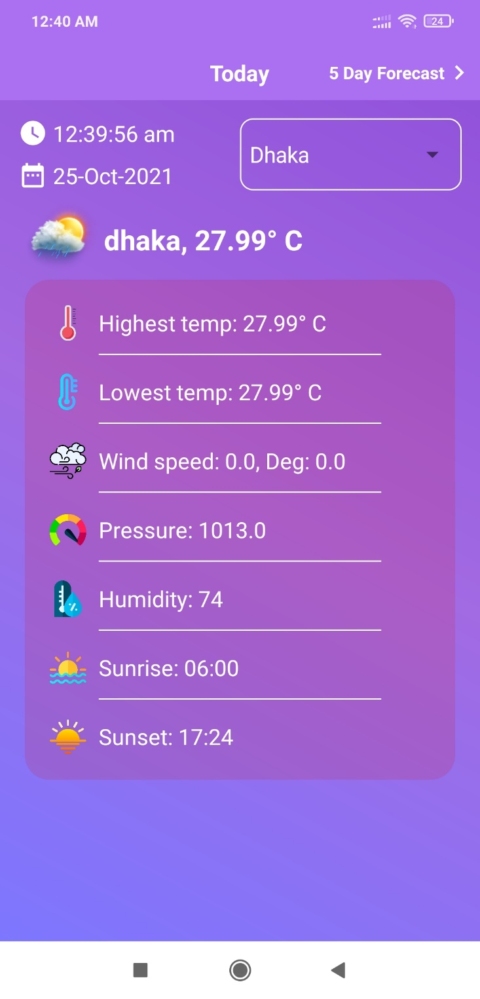 12:40 AM
24
Today
5 Day Forecast
12:39:56 am
Dhaka
25-Oct-2021
dhaka, 27.99° C
Highest temp: 27.99° C
Lowest temp: 27.99° C
Wind speed: 0.0, Deg: 0.0
Pressure: 1013.0
Humidity: 74
Sunrise: 06:00
Sunset: 17:24